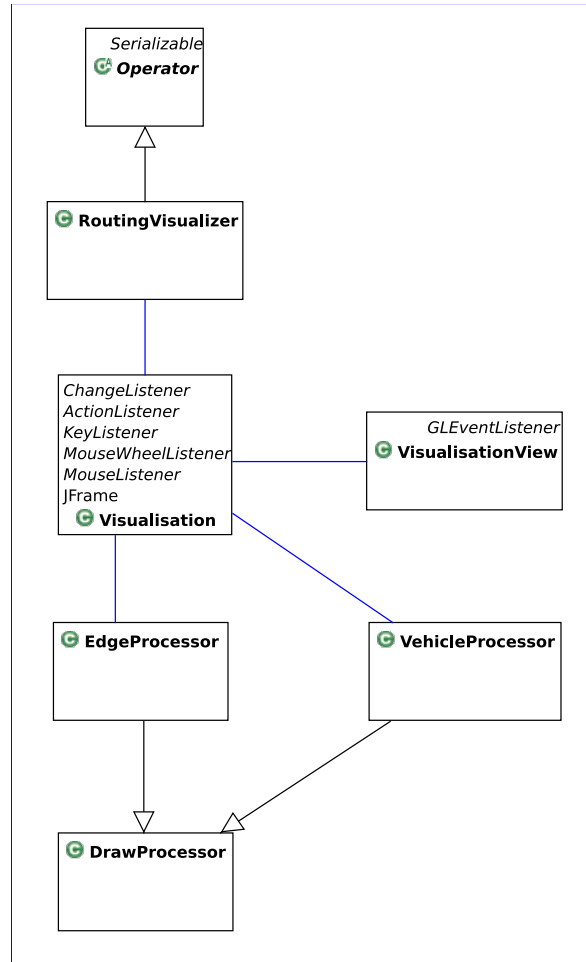 Serializable
Operator
RoutingVisualizer
ChangeListener
ActionListener
KeyListener
MouseWheelListener
MouseListener
JFrame
Visualisation
GLEventListener
VisualisationView
EdgeProcessor
VehicleProcessor
DrawProcessor